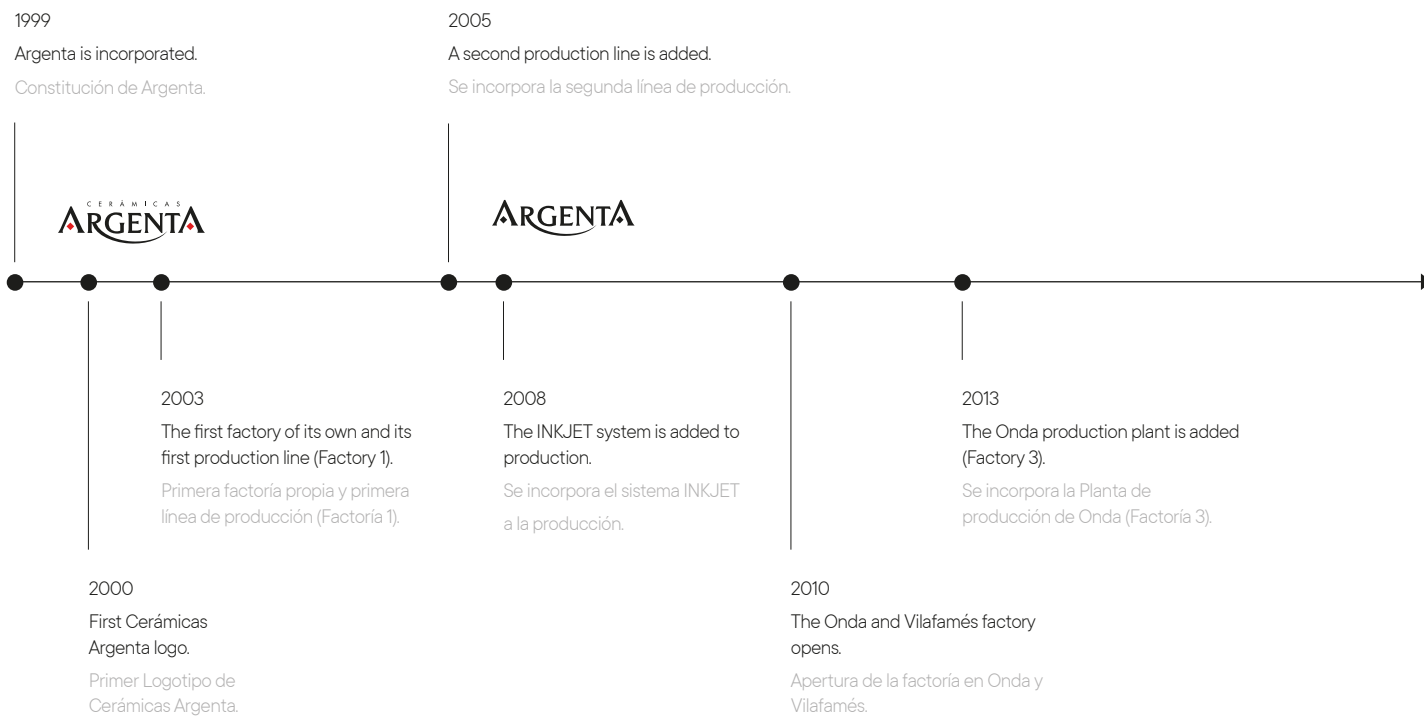 1999
Argenta is incorporated.
Constitución de Argenta.
2005
A second production line is added.
Se incorpora la segunda línea de producción.
CERÁMICAS
ARGENTA
ARGENTA
2003
The first factory of its own and its
first production line (Factory 1).
Primera factoría propia y primera
línea de producción (Factoría 1).
2008
The INKJET system is added to
production.
Se incorpora el sistema INKJET
a la producción.
2013
The Onda production plant is added
(Factory 3).
Se incorpora la Planta de
producción de Onda (Factoría 3).
2000
First Cerámicas
Argenta logo.
Primer Logotipo de
Cerámicas Argenta.
2010
The Onda and Vilafamés factory
opens.
Apertura de la factoría en Onda y
Vilafamés.